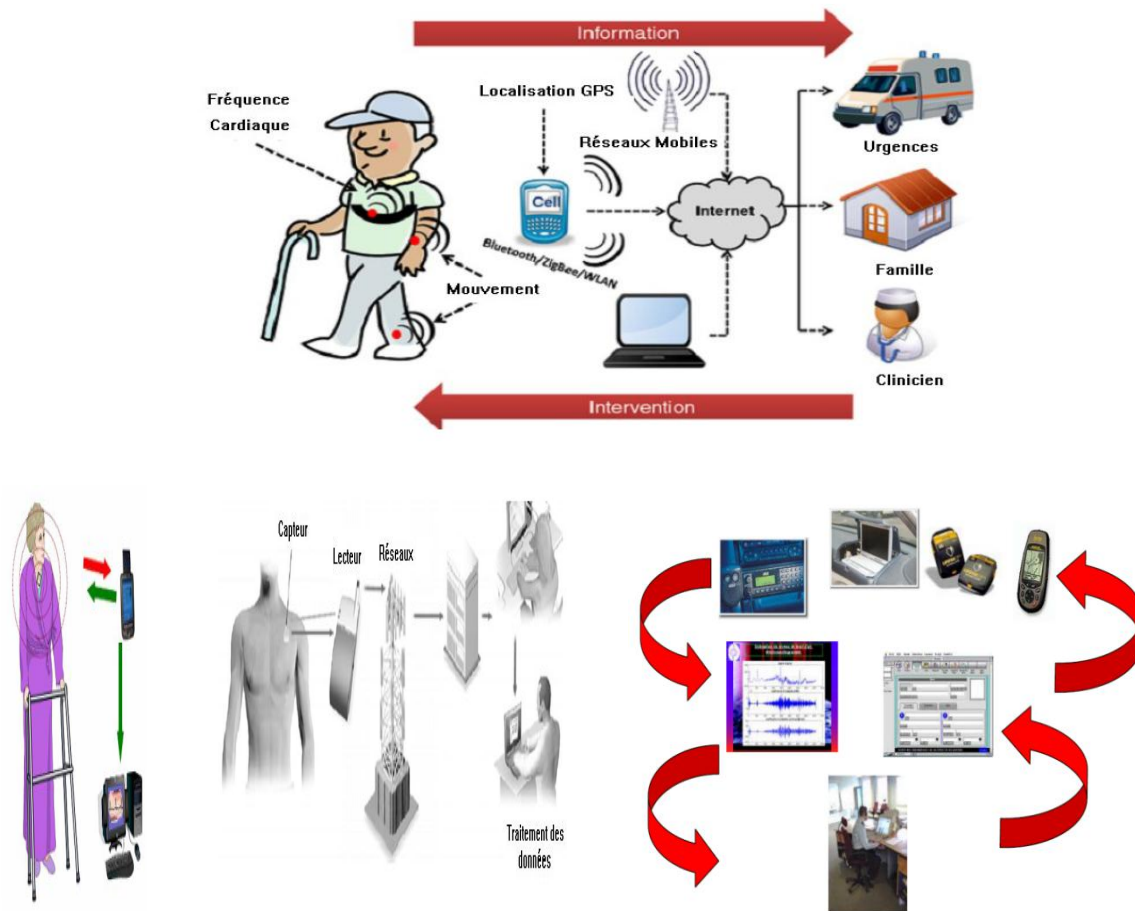 Information
Localisation GPS
Fréquence
Cardiaque
Réseaux Mobiles
Urgences
Cell
Internet
Bluetooth/ZigBee/WLAN
Mouvement
Famille
Clinicien
Intervention
Capteur
Lecteur
Réseaux
Traitement des
données